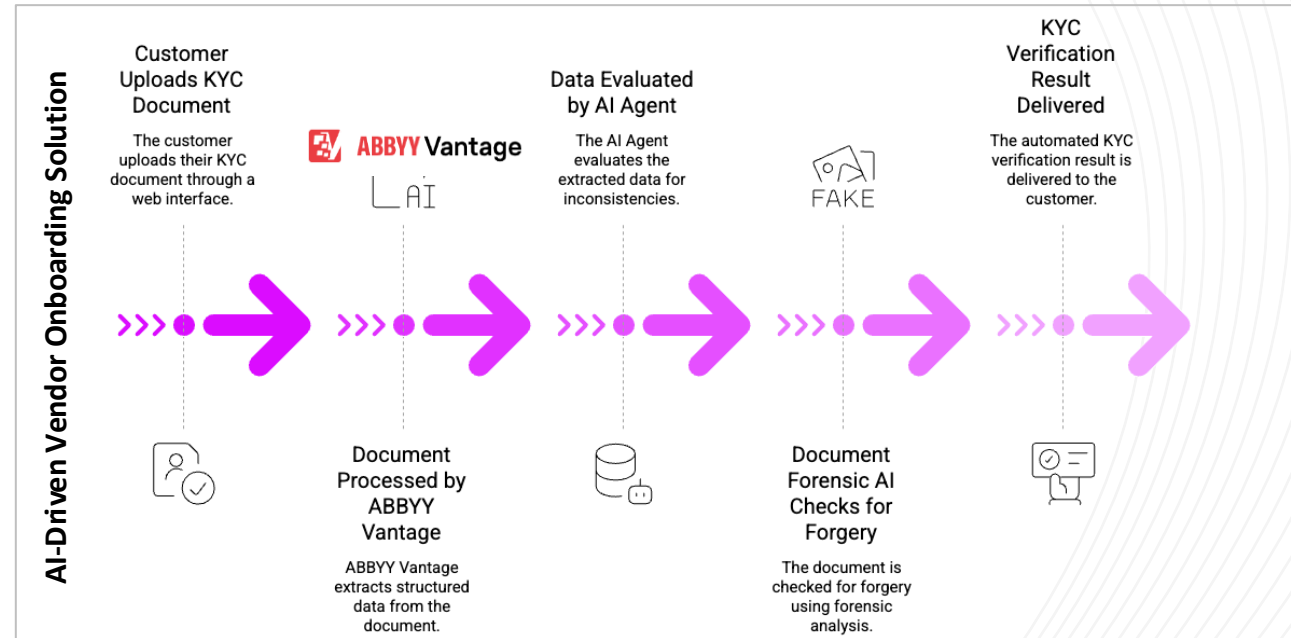 AI-Driven Vendor Onboarding Solution
Customer
Uploads KYC
Document
The customer
uploads their KYC
document through a
web interface.
ABBYY Vantage
AI
Document
Processed by
ABBYY
Vantage
ABBYY Vantage
extracts structured
data from the
document.
Data Evaluated
by AI Agent
The AI Agent
evaluates the
extracted data for
inconsistencies.
FAKE
Document
Forensic AI
Checks for
Forgery
The document is
checked for forgery
using forensic
analysis.
KYC
Verification
Result
Delivered
The automated KYC
verification result is
delivered to the
customer.